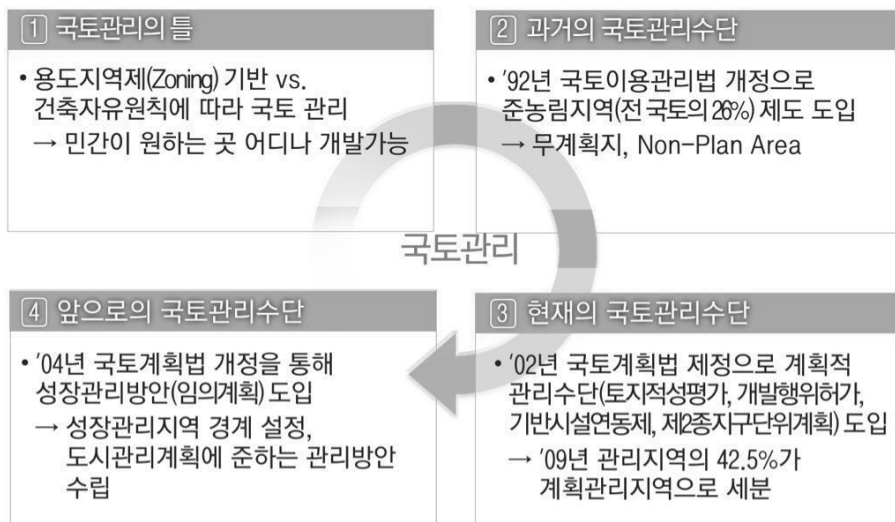 1 국토관리의 틀
• 용도지역제(Zoning) 기반 vs.
건축자유원칙에 따라 국토 관리
→ 민간이 원하는 곳 어디나 개발가능
2 과거의 국토관리수단
• '92년 국토이용관리법 개정으로
준농림지역(전 국토의 26%) 제도 도입
→ 무계획지, Non-Plan Area
국토관리
4 앞으로의 국토관리수단
• '04년 국토계획법 개정을 통해
성장관리방안(임의계획) 도입
→ 성장관리지역 경계 설정,
도시관리계획에 준하는 관리방안
수립
3 현재의 국토관리수단
• '02년 국토계획법 제정으로 계획적
관리수단(토지적성평가, 개발행위허가,
기반시설연동제, 제2종지구단위계획) 도입
→ '09년 관리지역의 42.5%가
계획관리지역으로 세분